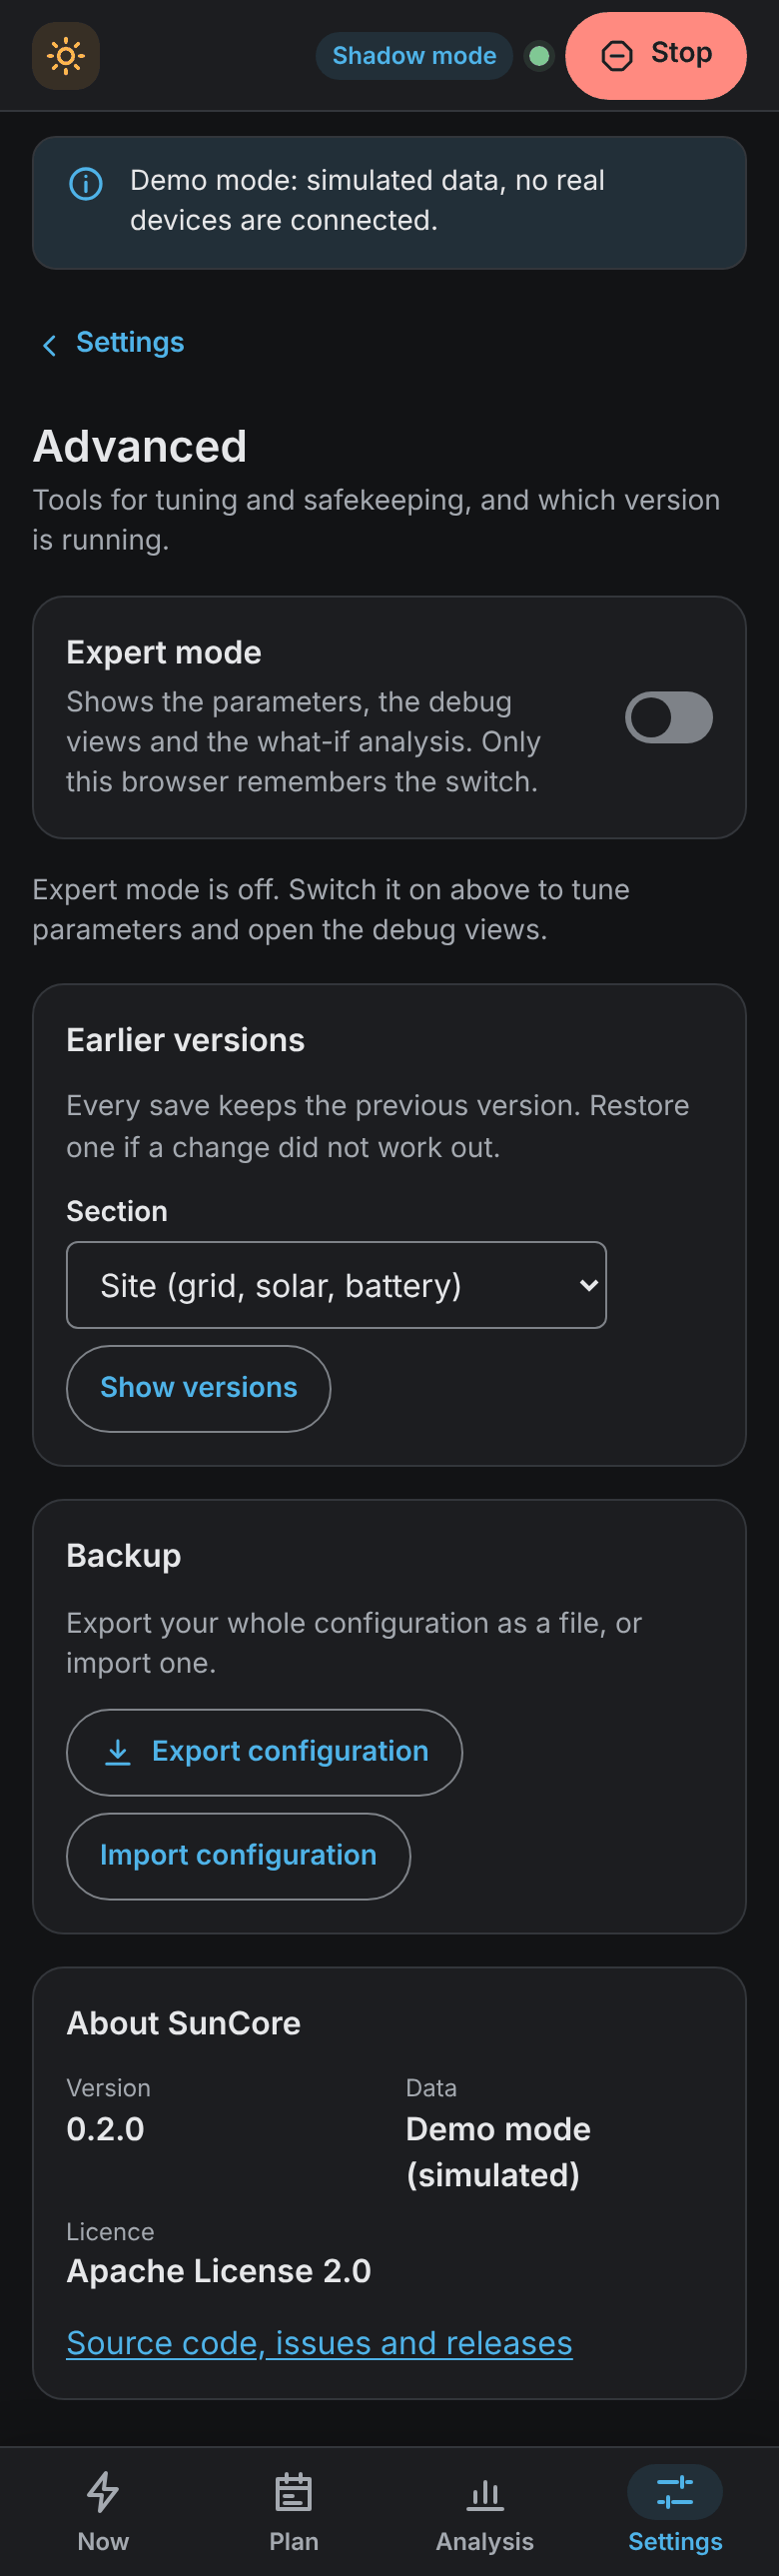 Shadow mode
Stop
Demo mode: simulated data, no real
devices are connected.
Settings
Advanced
Tools for tuning and safekeeping, and which version
is running.
Expert mode
Shows the parameters, the debug
views and the what-if analysis. Only
this browser remembers the switch.
Expert mode is off. Switch it on above to tune
parameters and open the debug views.
Earlier versions
Every save keeps the previous version. Restore
one if a change did not work out.
Section
Site (grid, solar, battery)
Show versions
Backup
Export your whole configuration as a file, or
import one.
Export configuration
Import configuration
About SunCore
Version
0.2.0
Data
Demo mode
(simulated)
Licence
Apache License 2.0
Source code, issues and releases
Now
Plan
Analysis
Settings